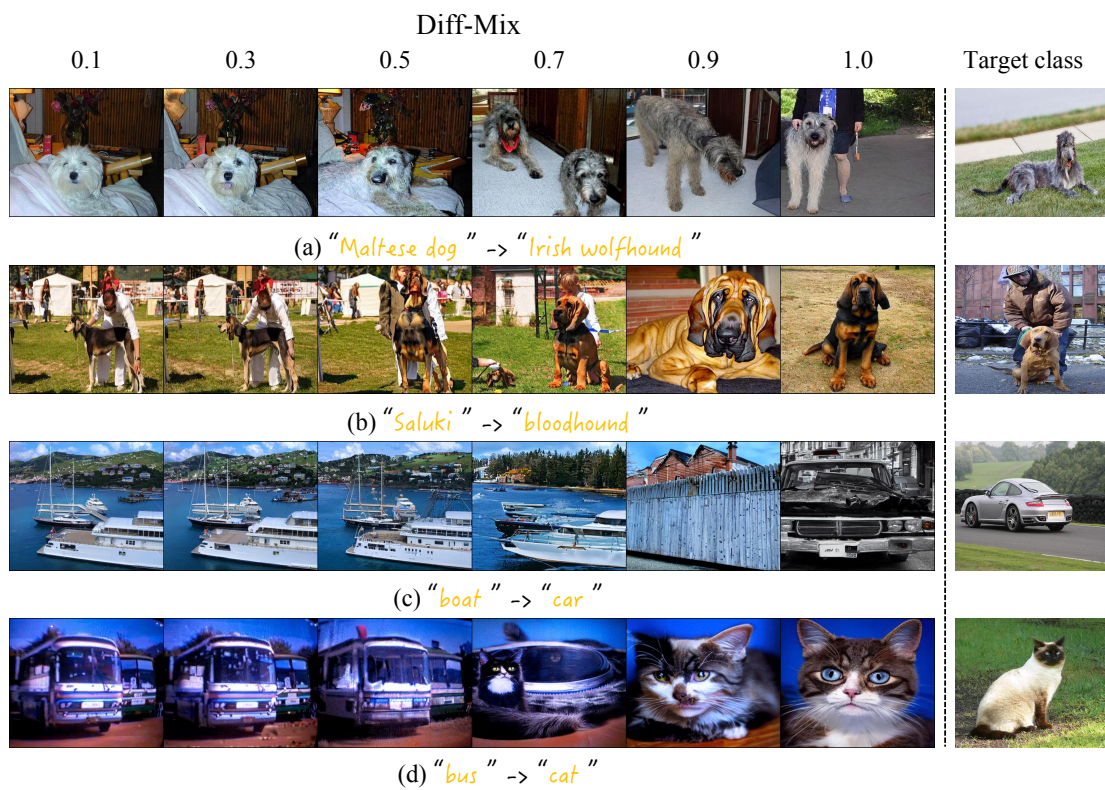 Diff-Mix
0.1 0.3 0.5 0.7 0.9 1.0 Target class
(a) “Maltese dog ” -> “Irish wolfhound ”
(b) “Saluki ” -> “bloodhound ”
(c) “boat ” -> “car ”
(d) “bus ” -> “cat ”